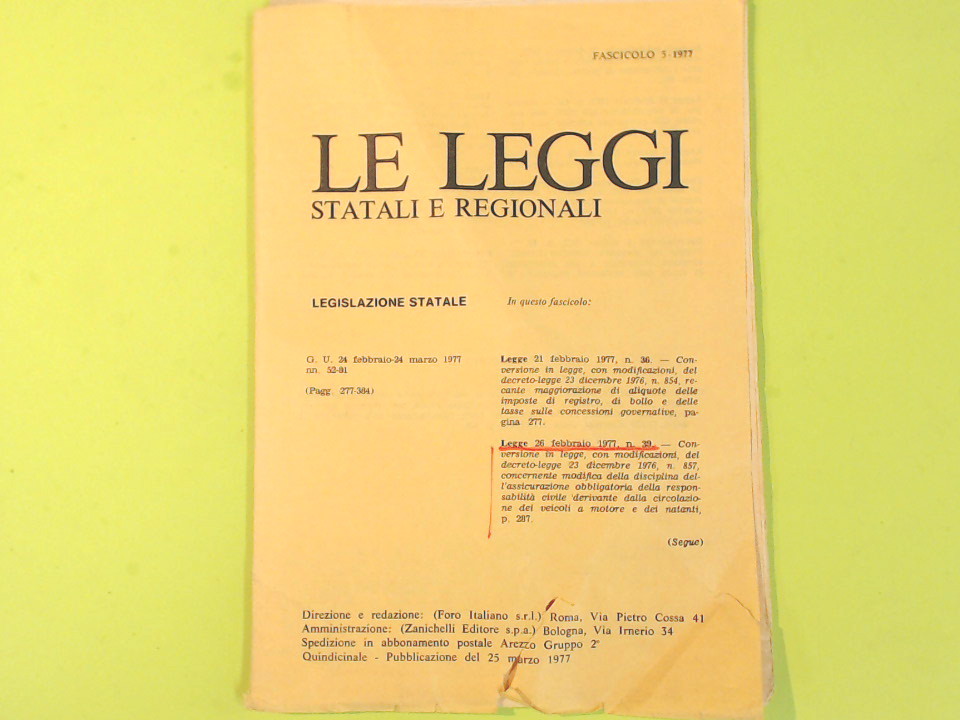 FASCICOLO 5-1977
LE LEGGI
STATALI E REGIONALI
LEGISLAZIONE STATALE
In questo fascicolo:
G. U. 24 febbraio-24 marzo 1977
nn. 52-81
(Pagg. 277-384)
Legge 21 febbraio 1977, n. 36. — Con-
versione in legge, con modificazioni, del
decreto-legge 23 dicembre 1976, n. 854, re-
cante maggiorazione di aliquote delle
imposte di registro, di bollo e delle
tasse sulle concessioni governative, pa-
gina 277.
Legge 26 febbraio 1977, n. 39. — Con-
versione in legge, con modificazioni, del
decreto-legge 23 dicembre 1976, n. 857,
concernente modifica della disciplina del-
l'assicurazione obbligatoria della respon-
sabilità civile derivante dalla circolazio-
ne dei veicoli a motore e dei natanti,
p. 287.
(Segue)
Direzione e redazione: (Foro Italiano s.r.l.) Roma, Via Pietro Cossa 41
Amministrazione: (Zanichelli Editore s.p.a.) Bologna, Via Irnerio 34
Spedizione in abbonamento postale Arezzo Gruppo 2°
Quindicinale - Pubblicazione del 25 marzo 1977